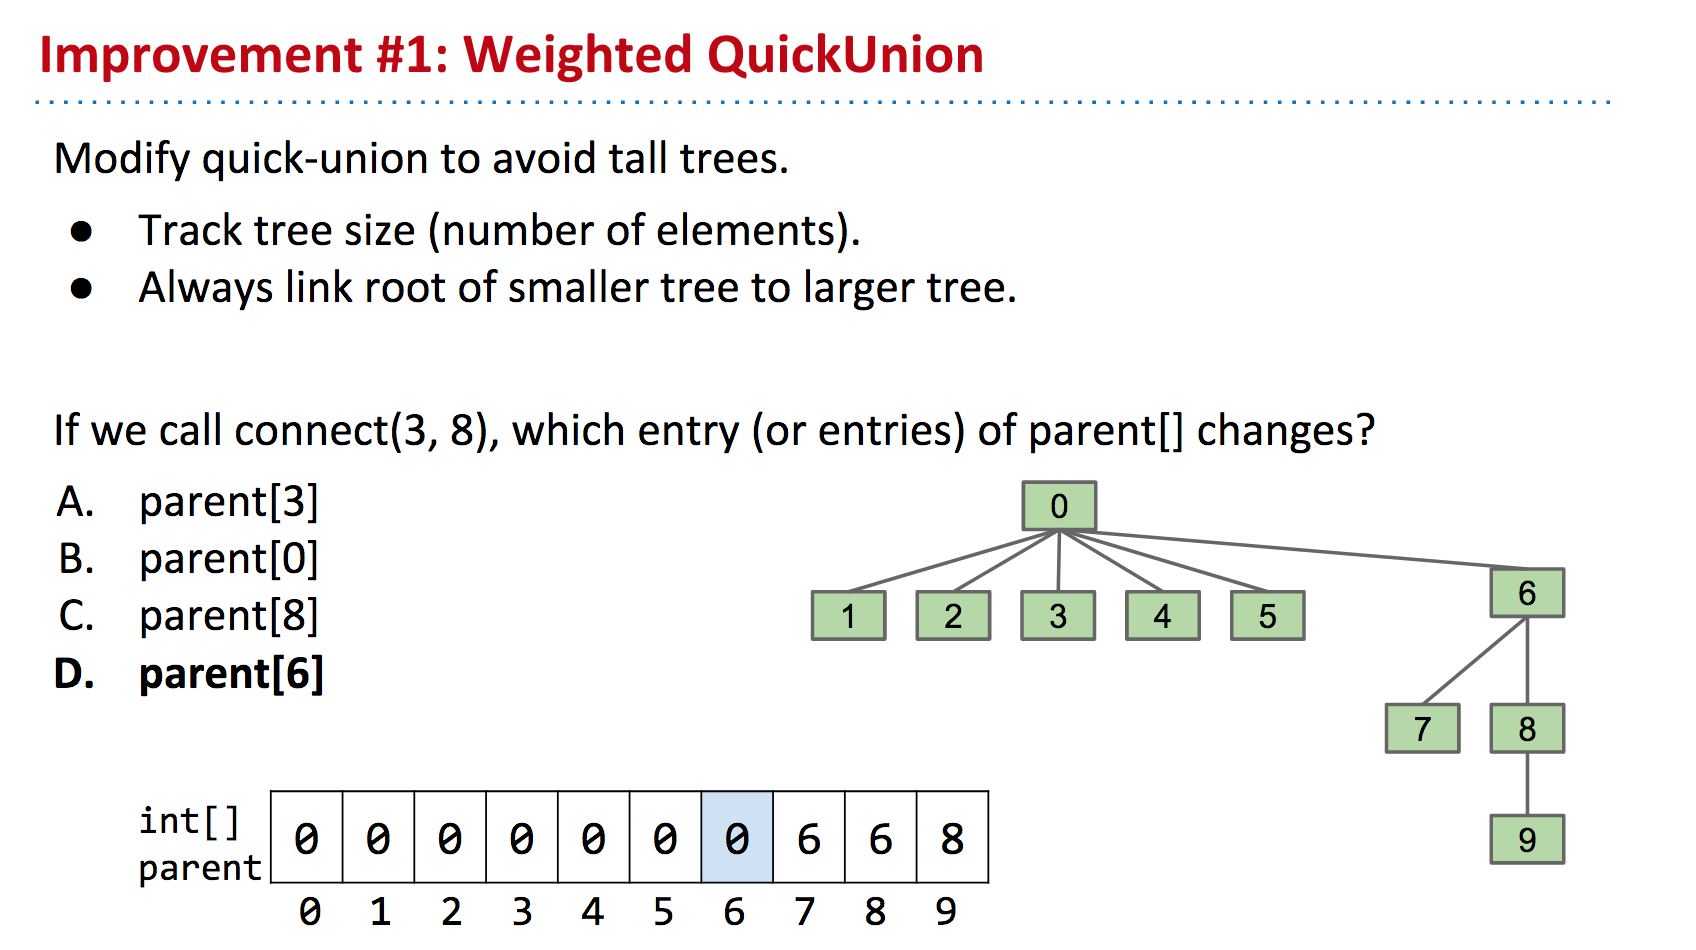 Improvement #1: Weighted QuickUnion
Modify quick-union to avoid tall trees.
● Track tree size (number of elements).
● Always link root of smaller tree to larger tree.
If we call connect(3, 8), which entry (or entries) of parent[] changes?
A. parent[3]
B. parent[0]
C. parent[8]
D. parent[6]
0
1 2 3 4 5
6
7 8
9
int[]
parent
0 0 0 0 0 0 0 6 6 8
0 1 2 3 4 5 6 7 8 9